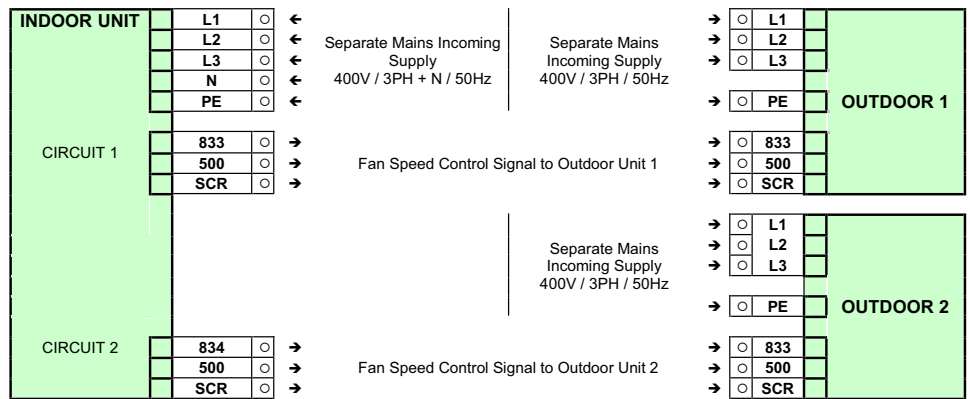 INDOOR UNIT L1 L1
L2 Separate Mains Incoming Separate Mains L2
L3 Supply Incoming Supply L3
N 400V / 3PH + N / 50Hz 400V / 3PH / 50Hz
PE PE OUTDOOR 1
CIRCUIT 1 833 833
500 Fan Speed Control Signal to Outdoor Unit 1 500
SCR SCR
L1
Separate Mains L2
Incoming Supply L3
400V / 3PH / 50Hz
PE OUTDOOR 2
CIRCUIT 2 834 833
500 Fan Speed Control Signal to Outdoor Unit 2 500
SCR SCR